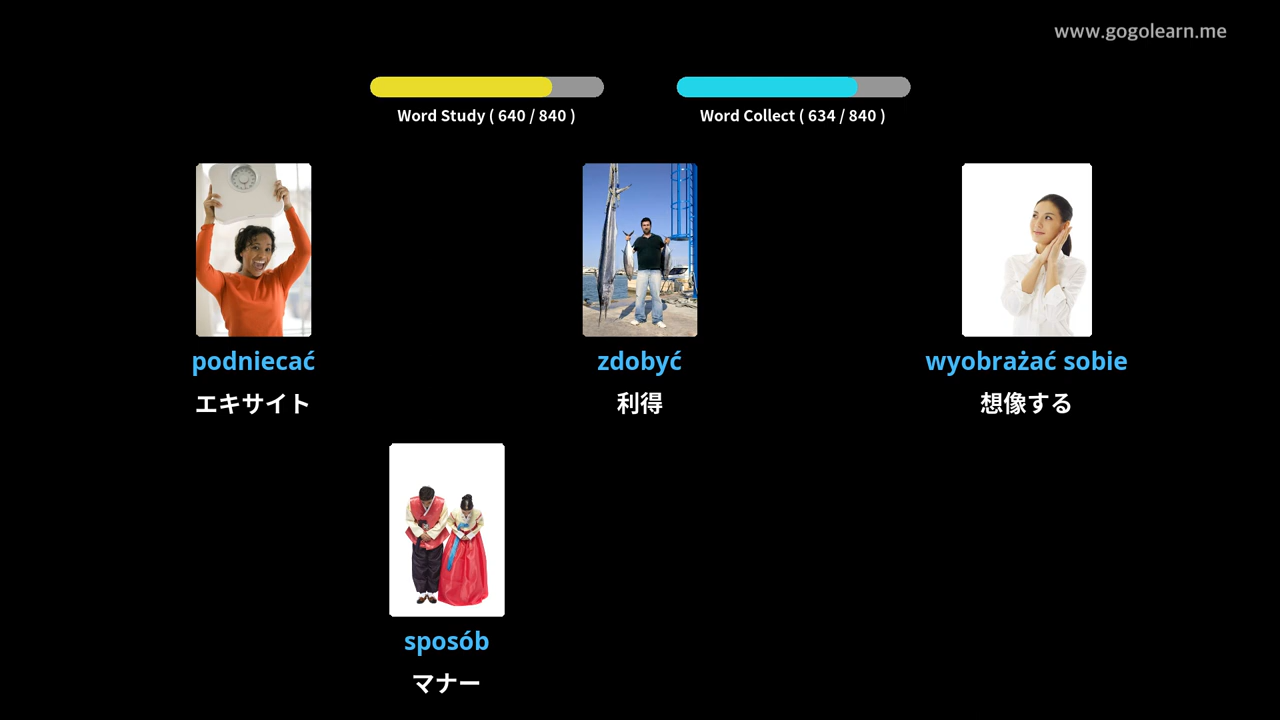 www.gogolearn.me
Word Study ( 640 / 840 )
Word Collect ( 634 / 840 )
podniecać
zdobyć
wyobrażać sobie
エキサイト
利得
想像する
sposób
マナー